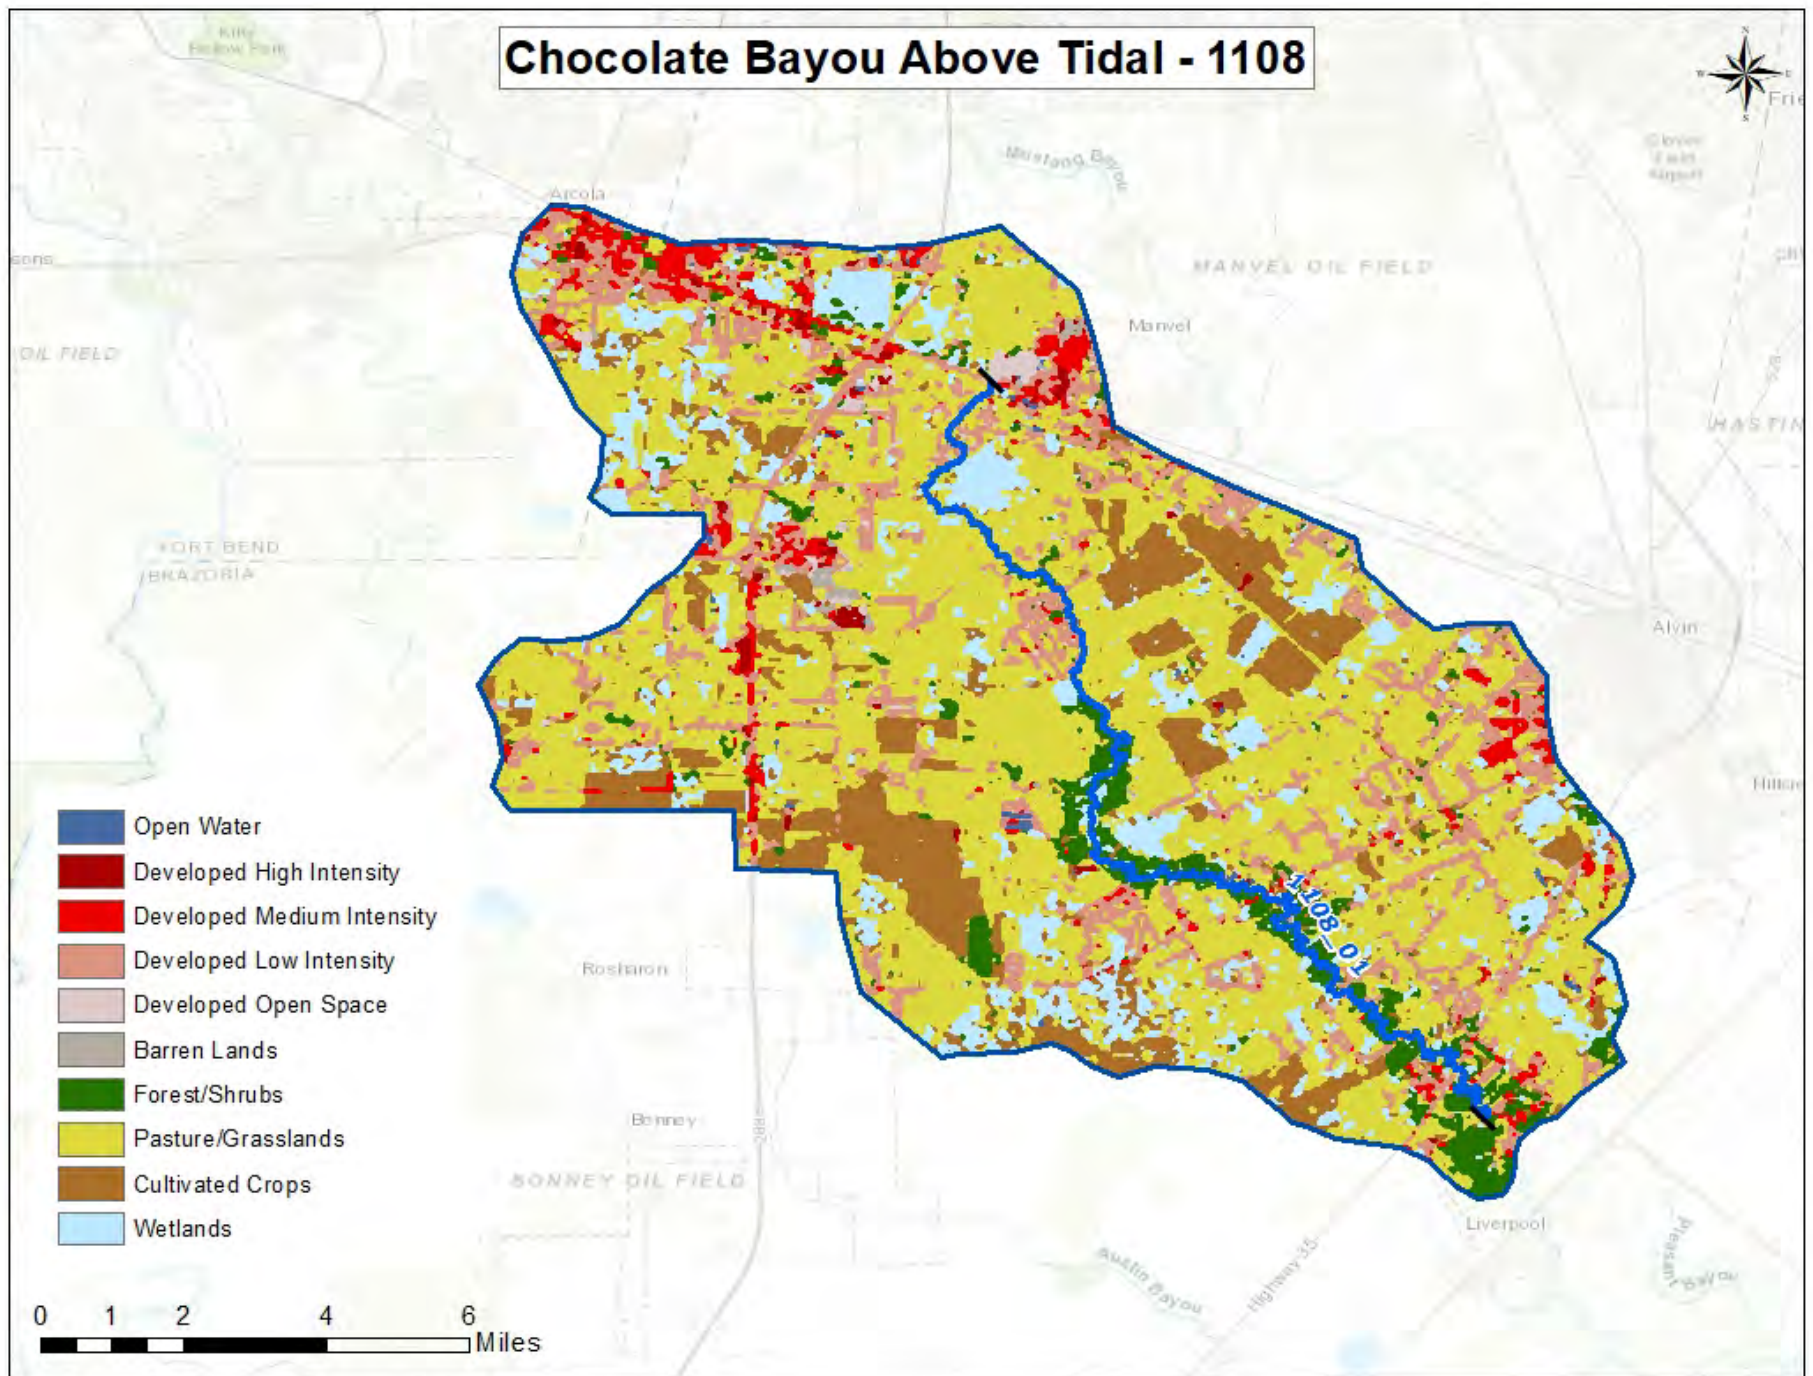 Chocolate Bayou Above Tidal - 1108
N
W
S
Mustang Bayou
Arcola
MANVEL OIL FIELD
OIL FIELD
Manvel
HASTIN
FORT BEND
BRAZORIA
Alvin
1108_01
Rosharon
Bonney
288
BONNEY OIL FIELD
Liverpool
Austin Bayou
Highway 35
Open Water
Developed High Intensity
Developed Medium Intensity
Developed Low Intensity
Developed Open Space
Barren Lands
Forest/Shrubs
Pasture/Grasslands
Cultivated Crops
Wetlands
0 1 2 4 6
Miles